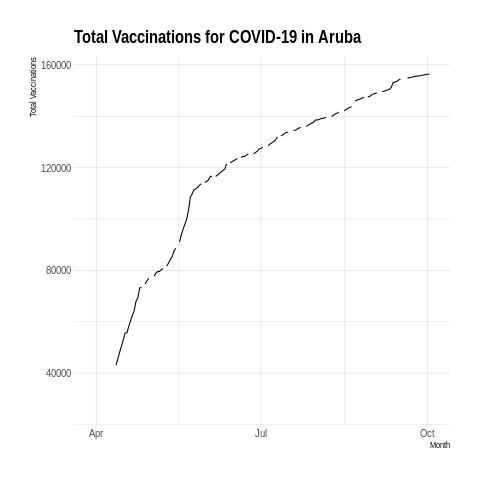 Total Vaccinations for COVID-19 in Aruba
Total Vaccinations
160000
120000
80000
40000
Apr
Jul
Oct
Month